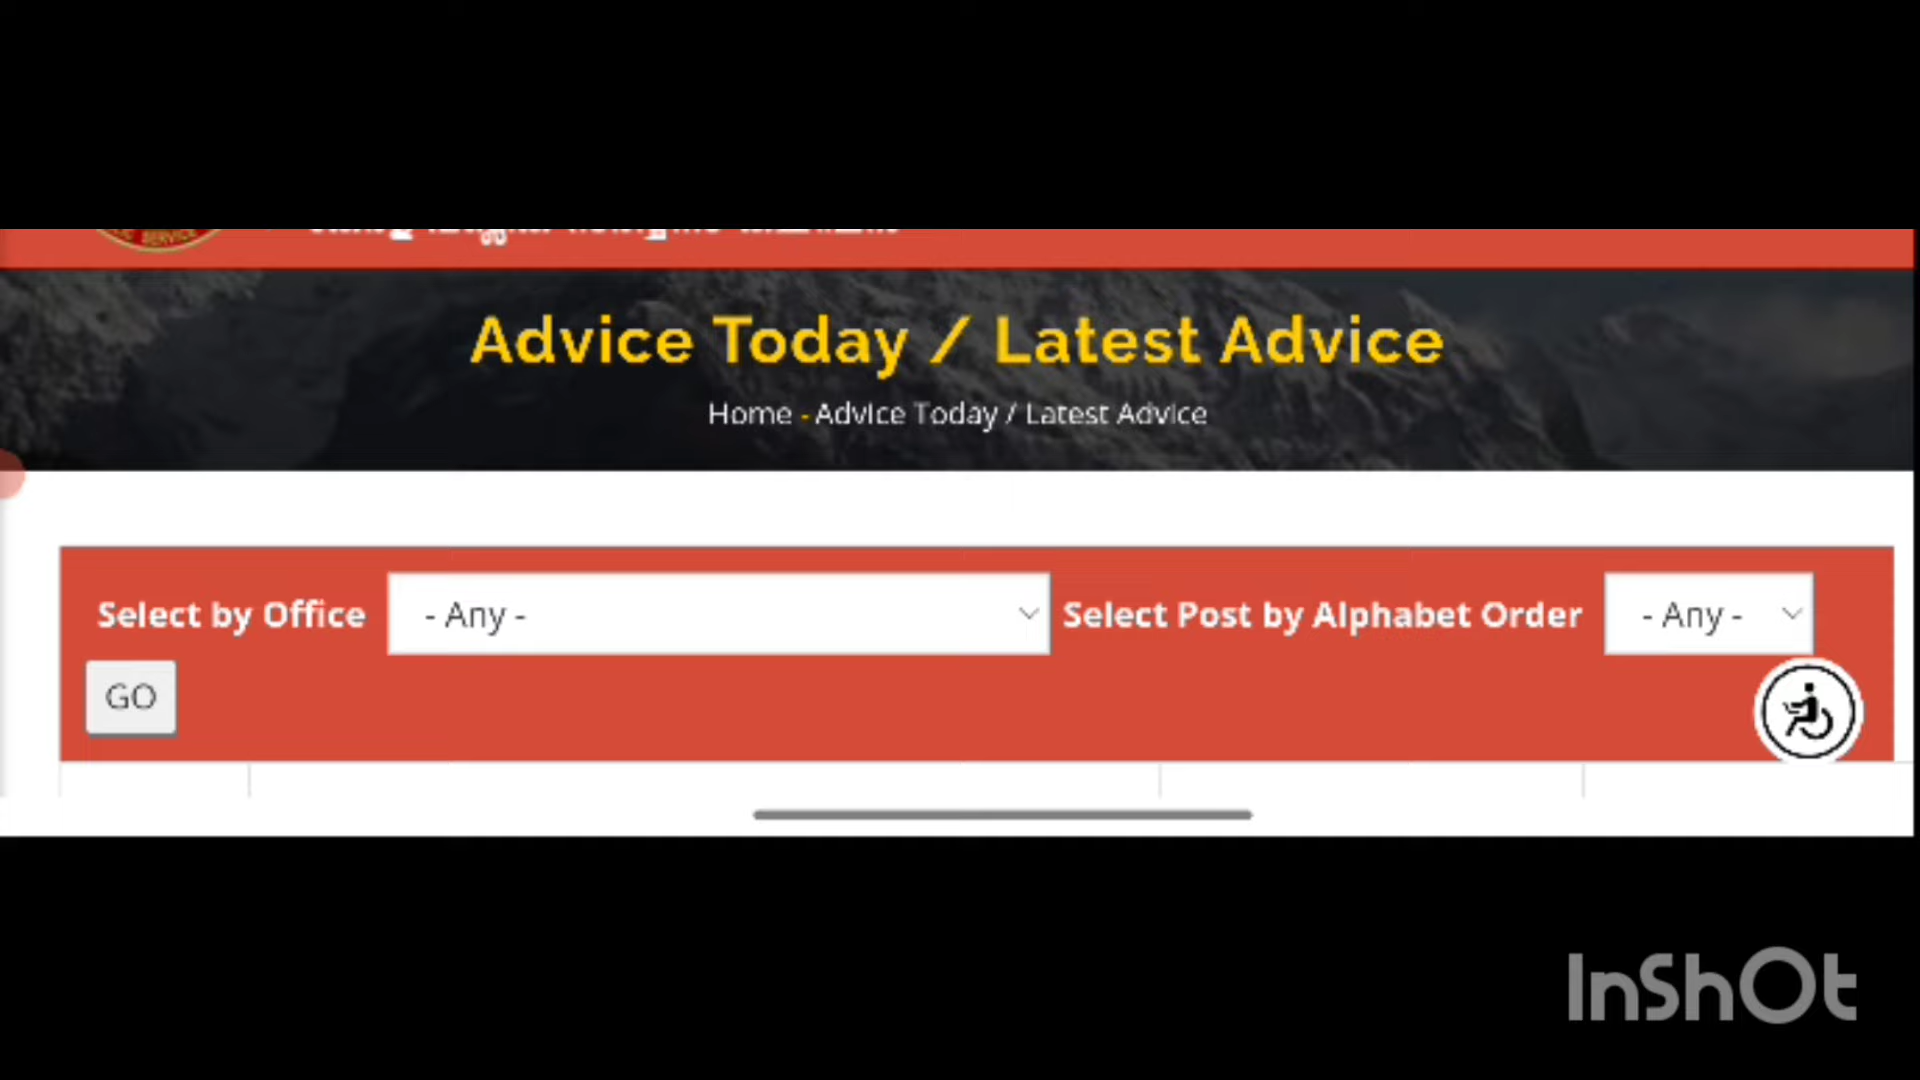 SERVICE
Advice Today / Latest Advice
Home - Advice Today / Latest Advice
Select by Office - Any - Select Post by Alphabet Order - Any -
GO
InShOt